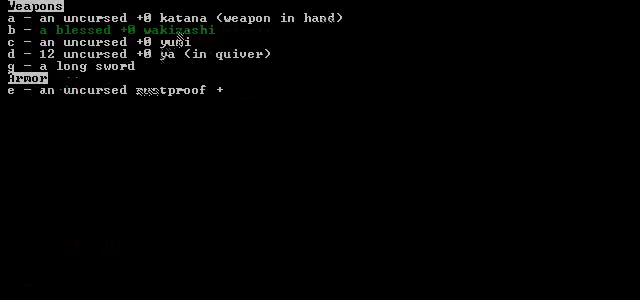 Weapons
a - an uncursed +0 katana (weapon in hand)
b - a blessed +0 wakizashi
c - an uncursed +0 yumi
d - 12 uncursed +0 ya (in quiver)
g - a long sword
Armor
e - an uncursed rustproof +